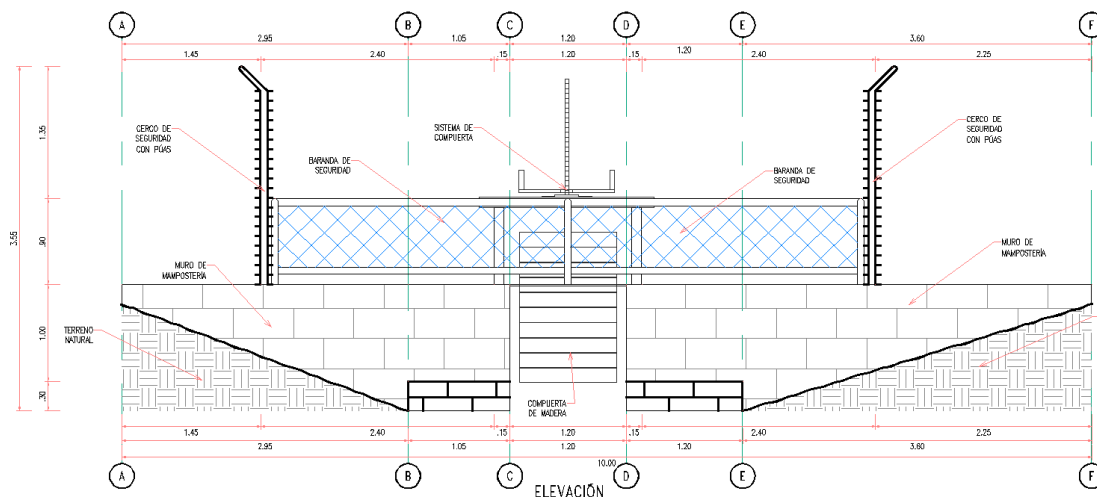 A
B
C
D
E
F
2.95
1.05
1.20
1.20
3.60
1.45
2.40
.15
1.20
.15
2.40
2.25
3.55
1.35
.90
1.00
.30
CERCO DE
SEGURIDAD
CON PÚAS
BARANDA DE
SEGURIDAD
SISTEMA DE
COMPUERTA
BARANDA DE
SEGURIDAD
CERCO DE
SEGURIDAD
CON PÚAS
MURO DE
MAMPOSTERÍA
MURO DE
MAMPOSTERÍA
TERRENO
NATURAL
COMPUERTA
DE MADERA
1.45
2.40
.15
1.20
.15
2.40
2.25
2.95
1.05
1.20
1.20
3.60
10.00
A
B
C
D
E
F
ELEVACIÓN